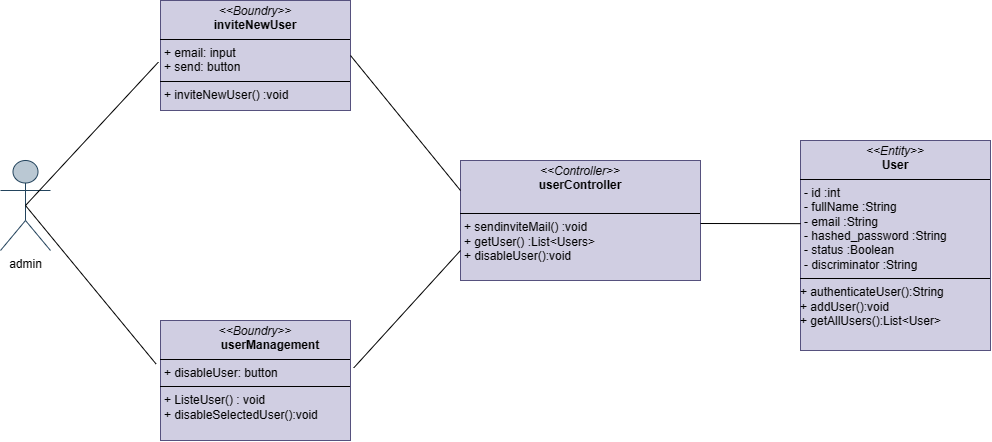 <<Boundry>>
inviteNewUser
+ email: input
+ send: button
+ inviteNewUser() :void
admin
<<Boundry>>
userManagement
+ disableUser: button
+ ListeUser() : void
+ disableSelectedUser():void
<<Controller>>
userController
+ sendinviteMail() :void
+ getUser() :List<Users>
+ disableUser():void
<<Entity>>
User
- id :int
- fullName :String
- email :String
- hashed_password :String
- status :Boolean
- discriminator :String
+ authenticateUser():String
+ addUser():void
+ getAllUsers():List<User>